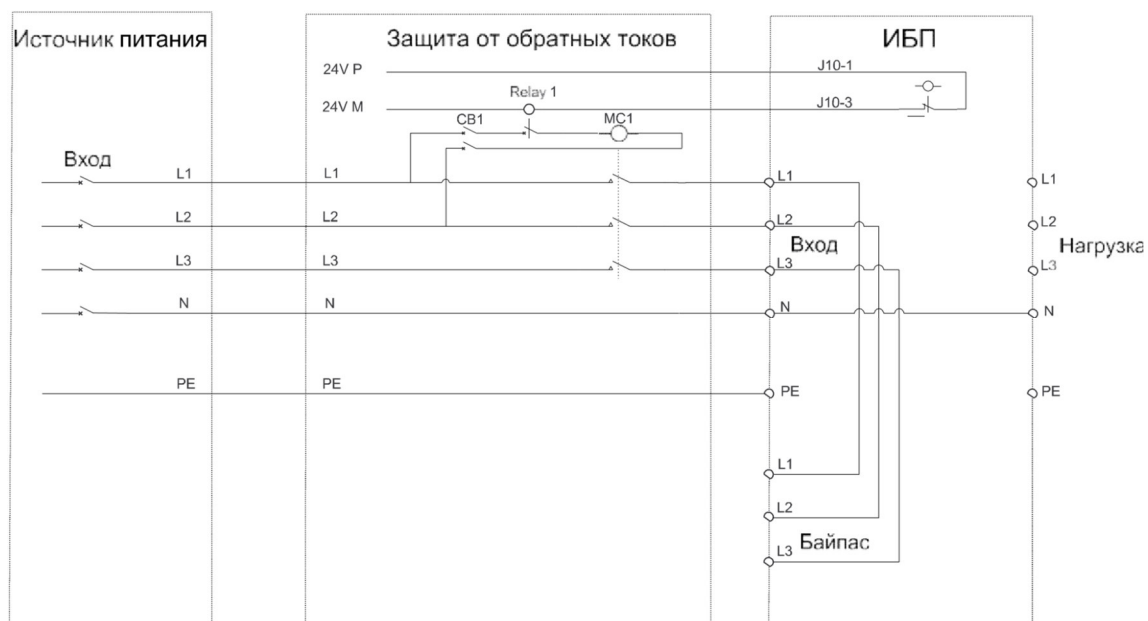 Источник питания
Защита от обратных токов
ИБП
24V P
J10-1
Relay 1
24V M
J10-3
CB1
MC1
Вход
L1
L1
L1
L1
L2
L2
L2
L2
Вход
Нагрузка
L3
L3
L3
L3
N
N
N
N
PE
PE
PE
PE
L1
L2
L3
Байпас